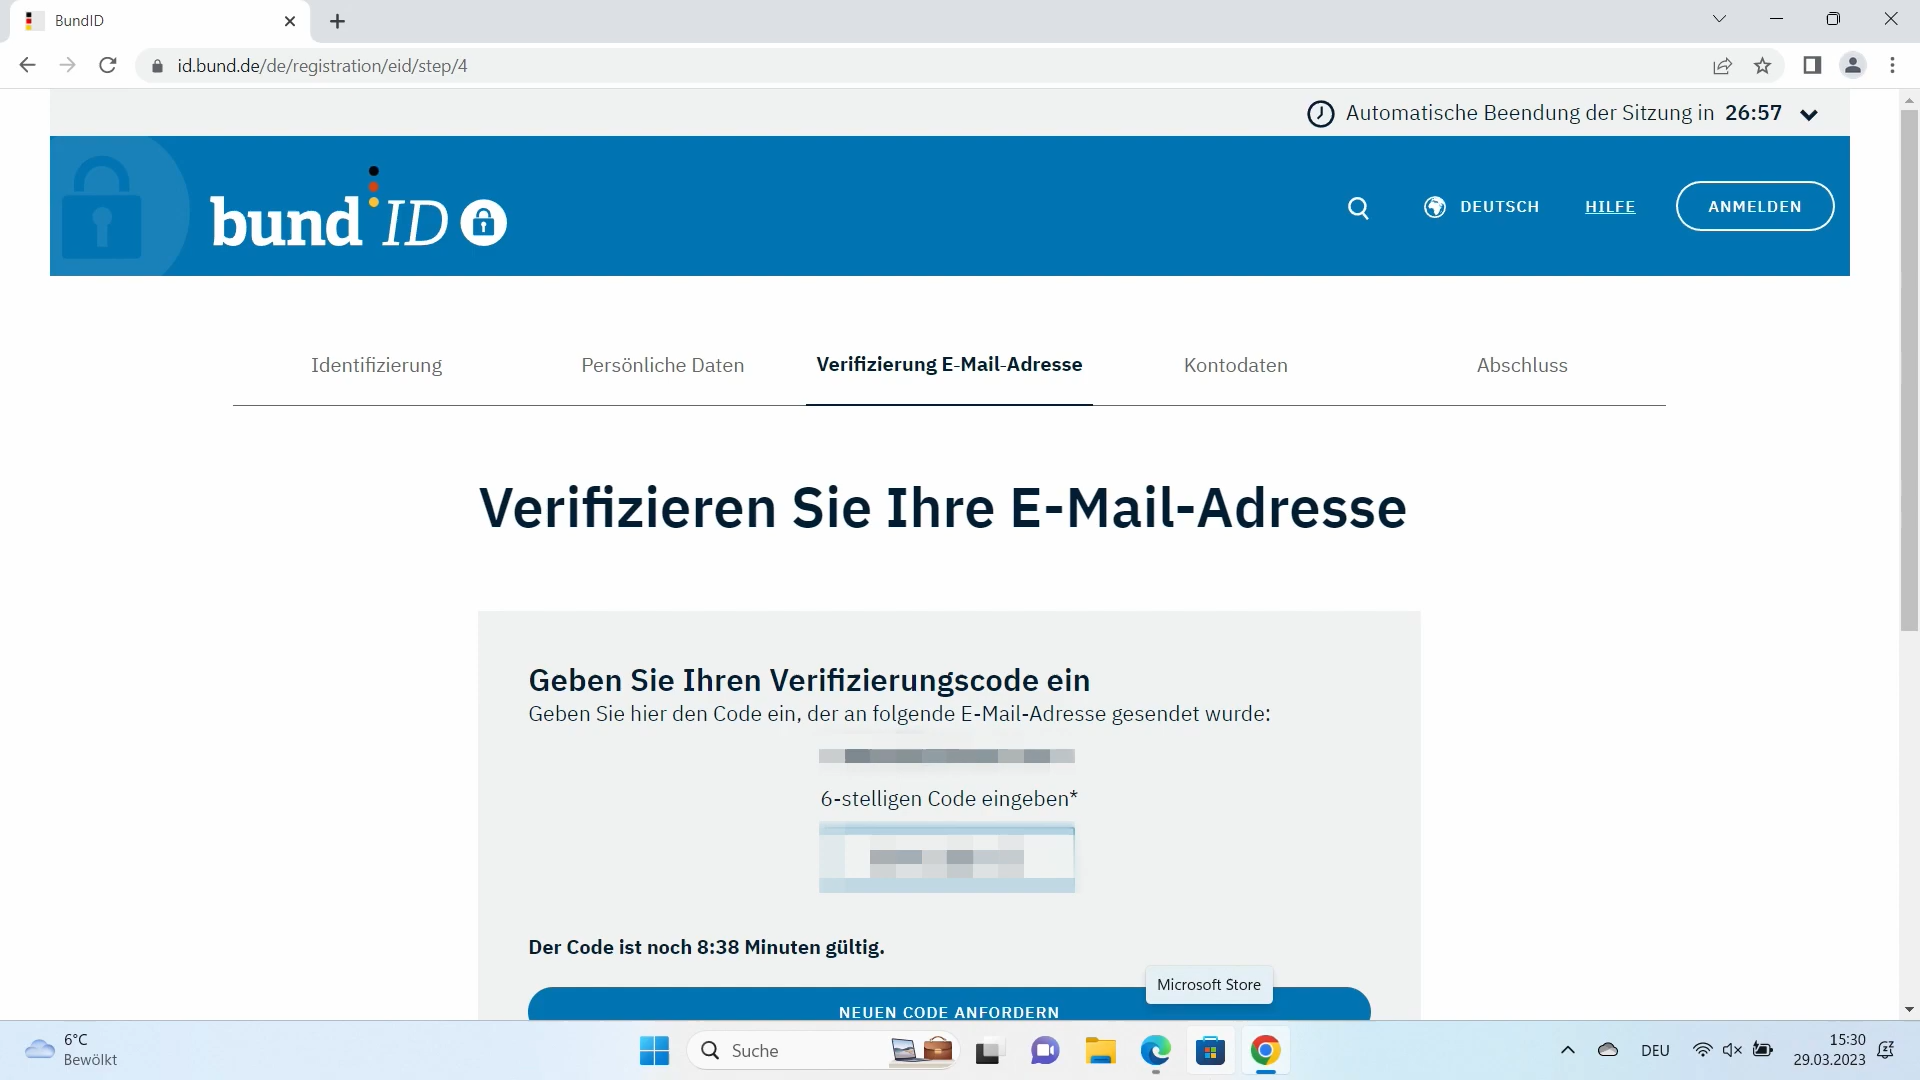 BundID
id.bund.de/de/registration/eid/step/4
Automatische Beendung der Sitzung in 26:57
bund ID
DEUTSCH
HILFE
ANMELDEN
Identifizierung
Persönliche Daten
Verifizierung E-Mail-Adresse
Kontodaten
Abschluss
Verifizieren Sie Ihre E-Mail-Adresse
Geben Sie Ihren Verifizierungscode ein
Geben Sie hier den Code ein, der an folgende E-Mail-Adresse gesendet wurde:
6-stelligen Code eingeben*
Der Code ist noch 8:38 Minuten gültig.
Microsoft Store
NEUEN CODE ANFORDERN
6°C
Bewölkt
Suche
DEU
15:30
29.03.2023